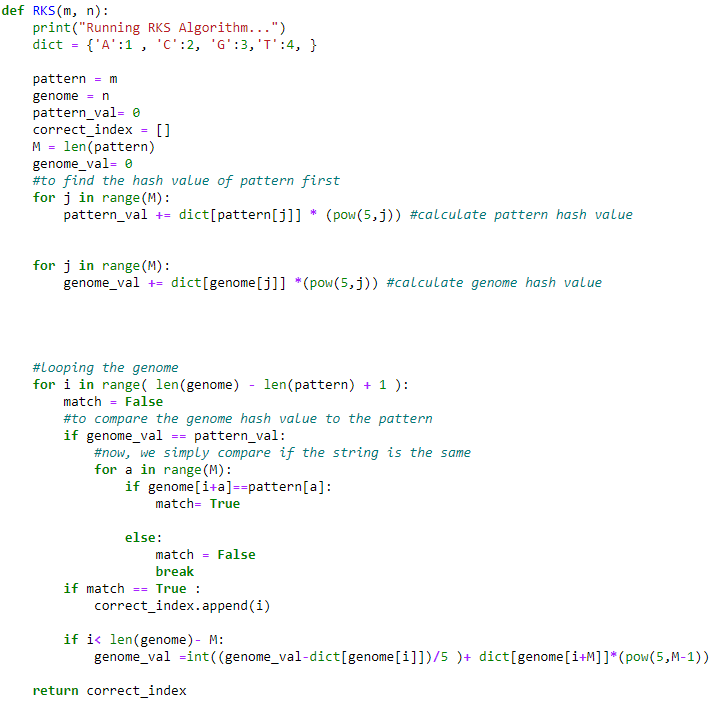 def RKS(m, n):
    print("Running RKS Algorithm...")
    dict = {'A':1 , 'C':2, 'G':3,'T':4, }
    pattern = m
    genome = n
    pattern_val= 0
    correct_index = []
    M = len(pattern)
    genome_val= 0
    #to find the hash value of pattern first
    for j in range(M):
        pattern_val += dict[pattern[j]] * (pow(5,j)) #calculate pattern hash value
    for j in range(M):
        genome_val += dict[genome[j]] *(pow(5,j)) #calculate genome hash value
    #looping the genome
    for i in range( len(genome) - len(pattern) + 1 ):
        match = False
        #to compare the genome hash value to the pattern
        if genome_val == pattern_val:
            #now, we simply compare if the string is the same
            for a in range(M):
                if genome[i+a]==pattern[a]:
                    match= True
                else:
                    match = False
                    break
        if match == True :
            correct_index.append(i)
        if i< len(genome)- M:
            genome_val =int((genome_val-dict[genome[i]])/5 )+ dict[genome[i+M]]*(pow(5,M-1))
    return correct_index